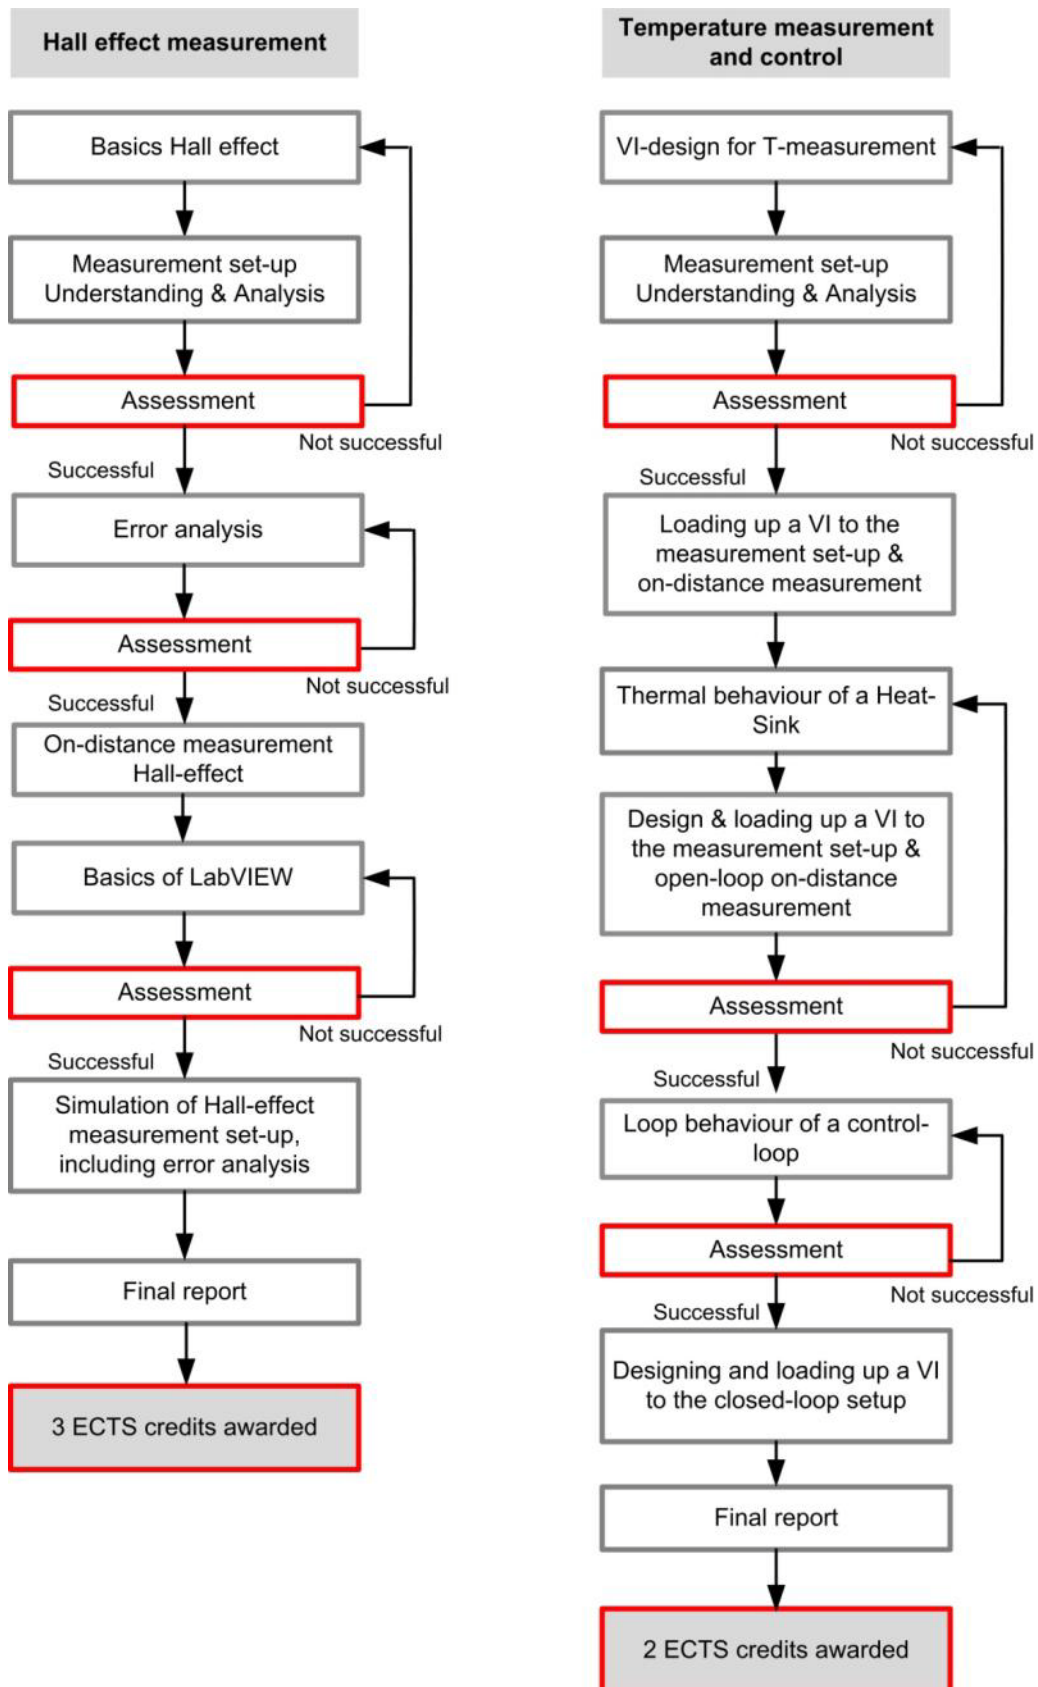 Hall effect measurement
Basics Hall effect
Measurement set-up
Understanding & Analysis
Assessment
Not successful
Successful
Error analysis
Assessment
Not successful
Successful
On-distance measurement
Hall-effect
Basics of LabVIEW
Assessment
Not successful
Successful
Simulation of Hall-effect
measurement set-up,
including error analysis
Final report
3 ECTS credits awarded
Temperature measurement
and control
VI-design for T-measurement
Measurement set-up
Understanding & Analysis
Assessment
Not successful
Successful
Loading up a VI to the
measurement set-up &
on-distance measurement
Thermal behaviour of a Heat-
Sink
Design & loading up a VI to
the measurement set-up &
open-loop on-distance
measurement
Assessment
Not successful
Successful
Loop behaviour of a control-
loop
Assessment
Not successful
Successful
Designing and loading up a VI
to the closed-loop setup
Final report
2 ECTS credits awarded